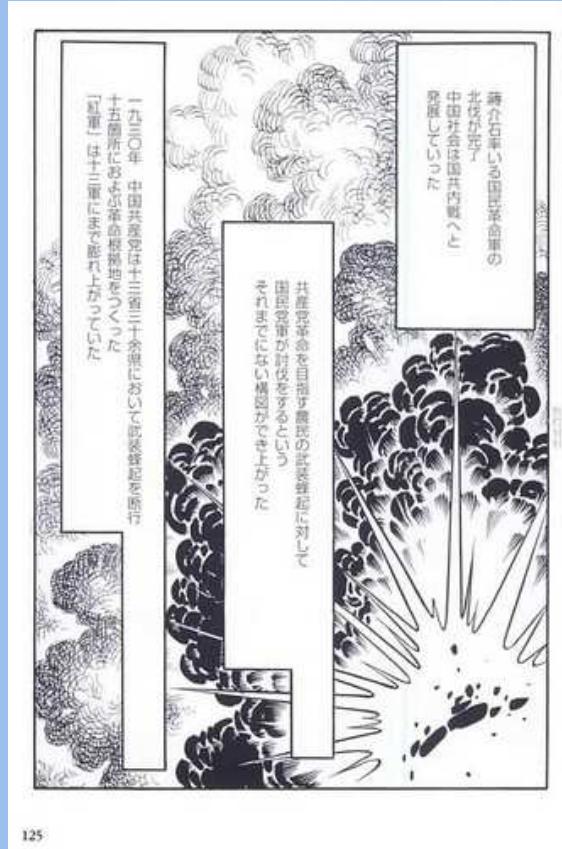 蔣介石率いる国民革命軍の
北伐が完了
中国社会は国共内戦へと
発展していった
共産党革命を目指す農民の武装蜂起に対して
国民党軍が討伐をするという
それまでにない構図ができ上がった
一九三〇年　中国共産党は十三省三十余県において武装蜂起を断行
十五箇所におよぶ革命根拠地をつくった
「紅軍」は十三軍にまで膨れ上がっていた
125